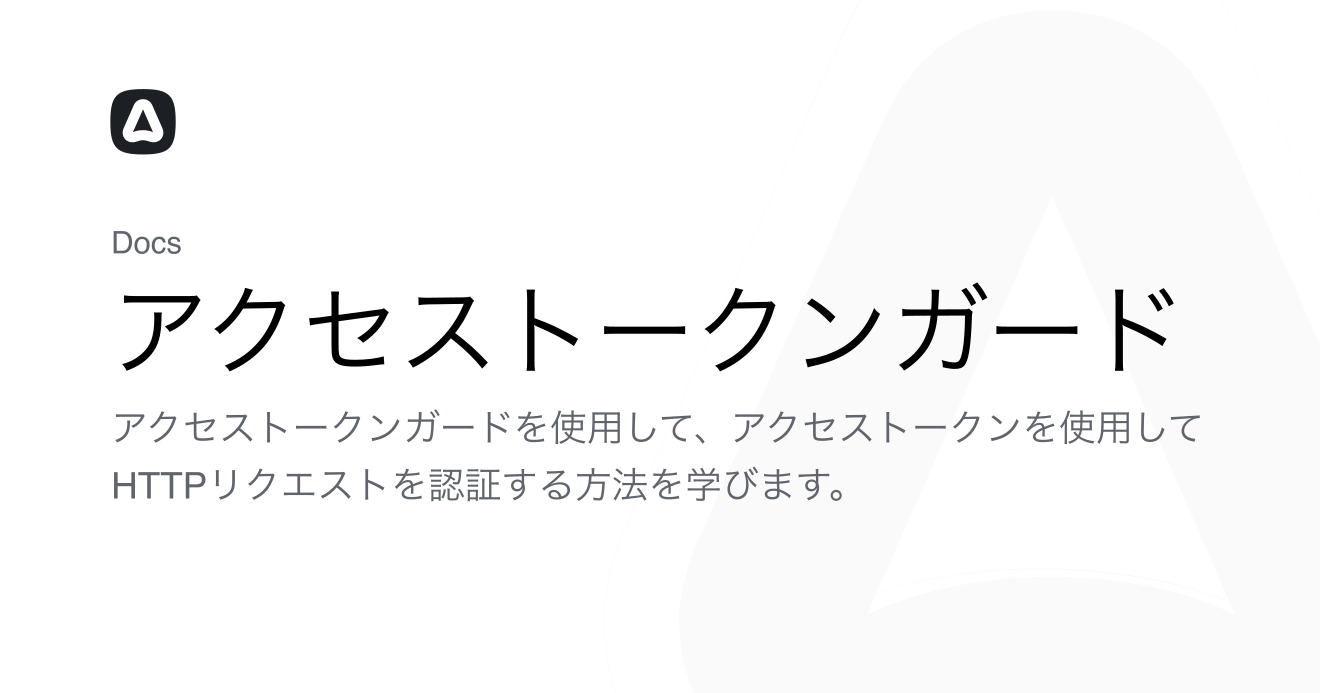 Docs
アクセストークンガード
アクセストークンガードを使用して、アクセストークンを使用して
HTTPリクエストを認証する方法を学びます。